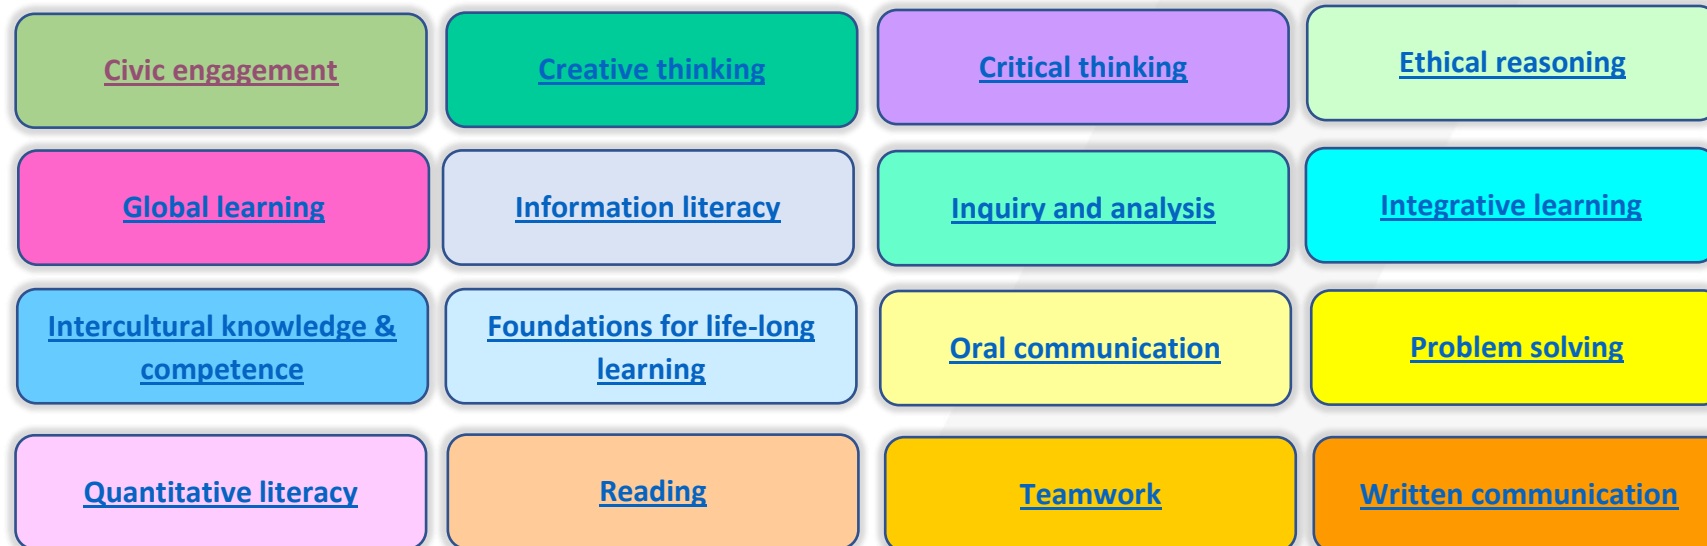 Civic engagement
Creative thinking
Critical thinking
Ethical reasoning
Global learning
Information literacy
Inquiry and analysis
Integrative learning
Intercultural knowledge &
competence
Foundations for life-long
learning
Oral communication
Problem solving
Quantitative literacy
Reading
Teamwork
Written communication